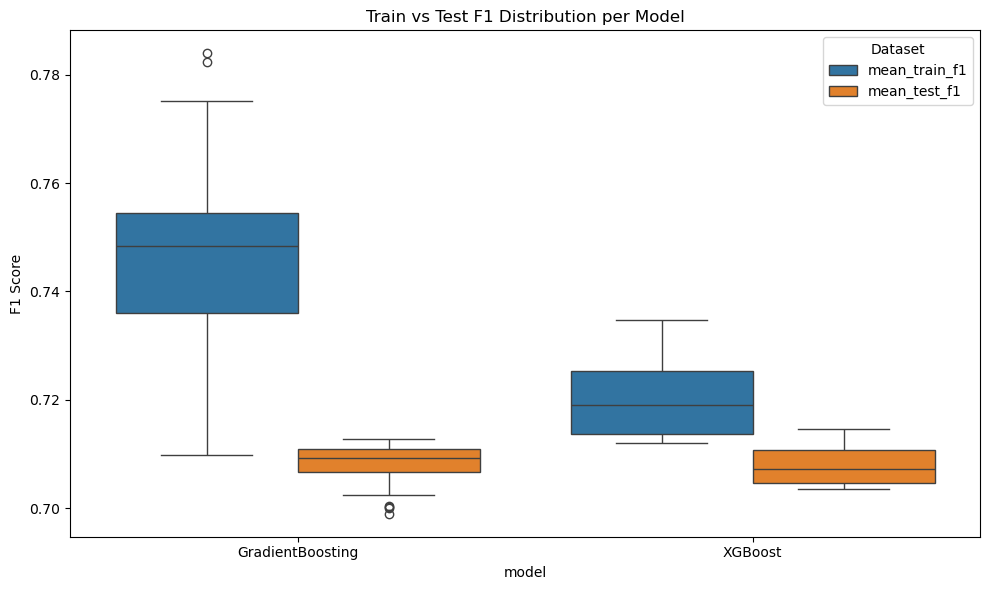 Train vs Test F1 Distribution per Model
Dataset
mean_train_f1
mean_test_f1
F1 Score
0.78
0.76
0.74
0.72
0.70
GradientBoosting
XGBoost
model